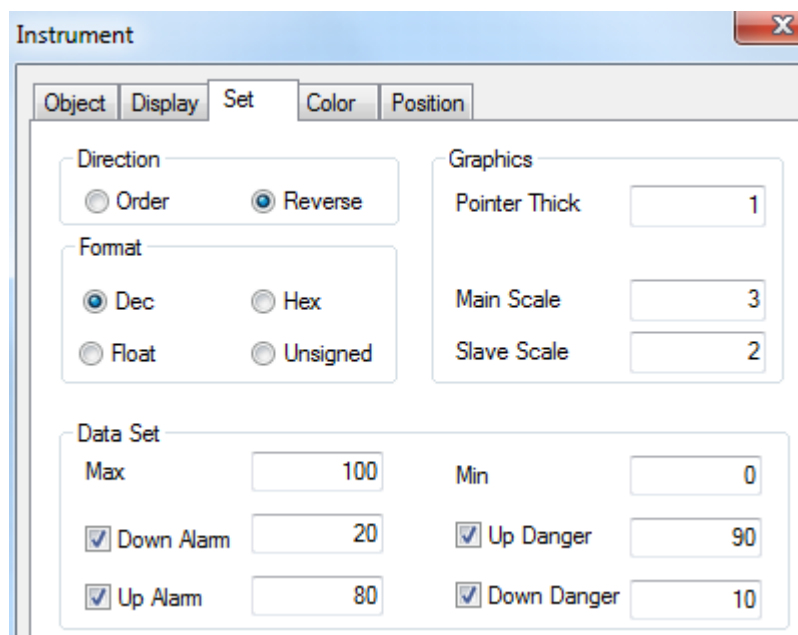 Instrument
Object Display Set Color Position
Direction
Order Reverse
Format
Dec Hex
Float Unsigned
Graphics
Pointer Thick 1
Main Scale 3
Slave Scale 2
Data Set
Max 100 Min 0
Down Alarm 20 Up Danger 90
Up Alarm 80 Down Danger 10